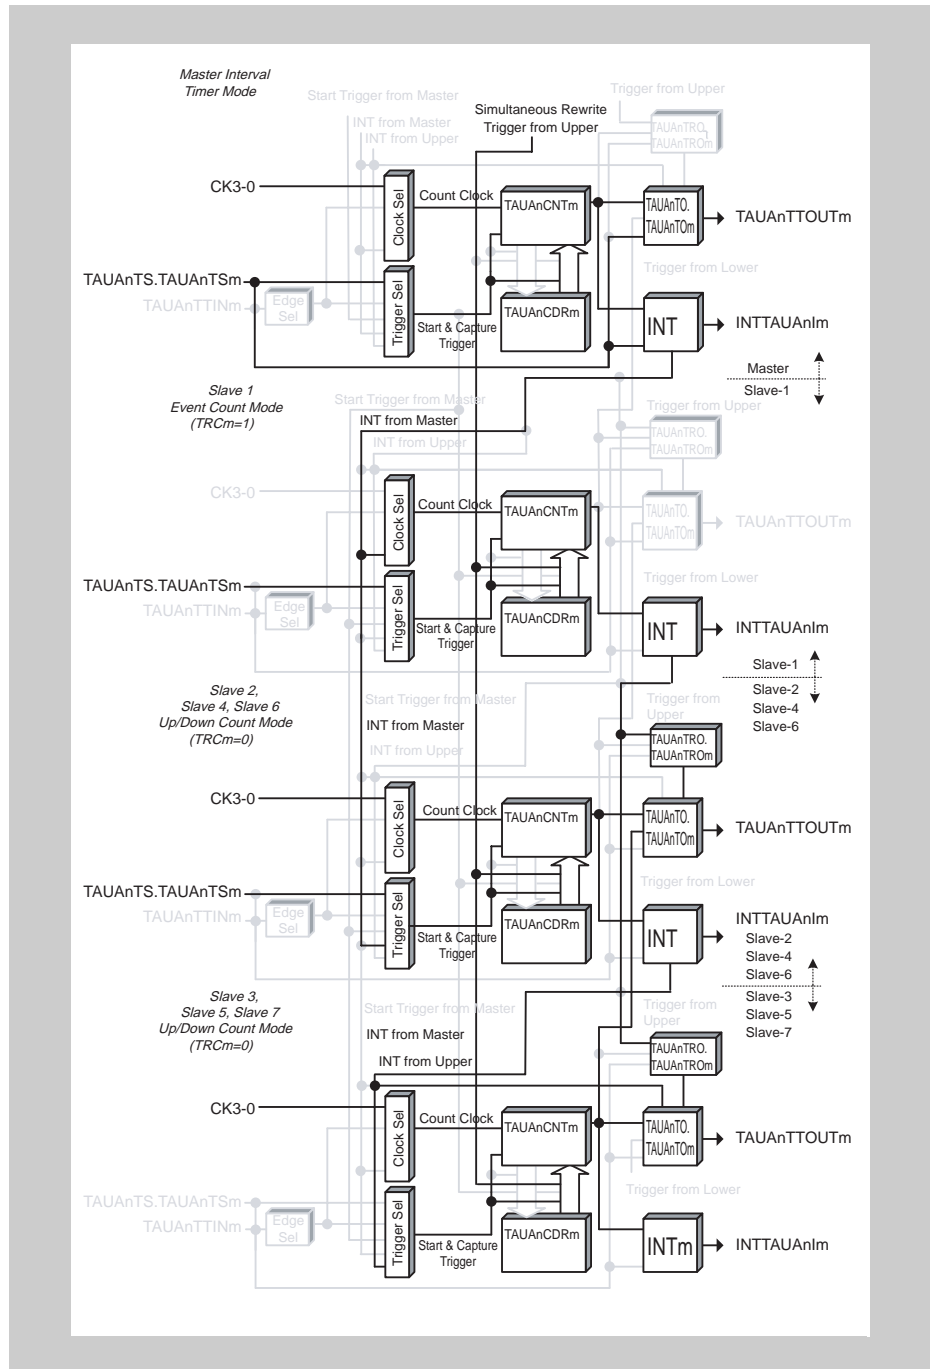 Master Interval
Timer Mode
Start Trigger from Master
INT from Master
INT from Upper
Simultaneous Rewrite
Trigger from Upper
Trigger from Upper
TAUAnTRO.
TAUAnTROm
CK3-0
Clock Sel
Count Clock
TAUAnCNTm
TAUAnTO.
TAUAnTOm
TAUAnTTOUTm
TAUAnTS.TAUAnTSm
TAUAnTTINm
Edge
Sel
Trigger Sel
Start & Capture
Trigger
TAUAnCDRm
Trigger from Lower
INT
INTTAUAnIm
Master
Slave-1
Slave 1
Event Count Mode
(TRCm=1)
Start Trigger from Master
INT from Master
INT from Upper
Trigger from Upper
TAUAnTRO.
TAUAnTROm
CK3-0
Clock Sel
Count Clock
TAUAnCNTm
TAUAnTO.
TAUAnTOm
TAUAnTTOUTm
TAUAnTS.TAUAnTSm
TAUAnTTINm
Edge
Sel
Trigger Sel
Start & Capture
Trigger
TAUAnCDRm
Trigger from Lower
INT
INTTAUAnIm
Slave-1
Slave-2
Slave-4
Slave-6
Slave 2,
Slave 4, Slave 6
Up/Down Count Mode
(TRCm=0)
Start Trigger from Master
INT from Master
INT from Upper
Trigger from
Upper
TAUAnTRO.
TAUAnTROm
CK3-0
Clock Sel
Count Clock
TAUAnCNTm
TAUAnTO.
TAUAnTOm
TAUAnTTOUTm
TAUAnTS.TAUAnTSm
TAUAnTTINm
Edge
Sel
Trigger Sel
Start & Capture
Trigger
TAUAnCDRm
Trigger from Lower
INT
INTTAUAnIm
Slave-2
Slave-4
Slave-6
Slave-3
Slave-5
Slave-7
Slave 3,
Slave 5, Slave 7
Up/Down Count Mode
(TRCm=0)
Start Trigger from Master
INT from Master
INT from Upper
Trigger from
Upper
TAUAnTRO.
TAUAnTROm
CK3-0
Clock Sel
Count Clock
TAUAnCNTm
TAUAnTO.
TAUAnTOm
TAUAnTTOUTm
TAUAnTS.TAUAnTSm
TAUAnTTINm
Edge
Sel
Trigger Sel
Start & Capture
Trigger
TAUAnCDRm
Trigger from Lower
INTm
INTTAUAnIm